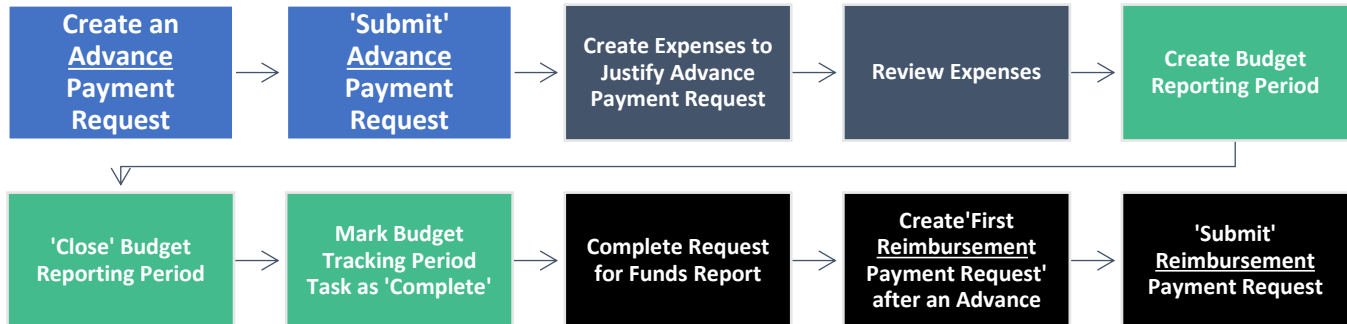 Create an
Advance
Payment
Request
'Submit'
Advance
Payment
Request
Create Expenses to
Justify Advance
Payment Request
Review Expenses
Create Budget
Reporting Period
'Close' Budget
Reporting Period
Mark Budget
Tracking Period
Task as 'Complete'
Complete Request
for Funds Report
Create'First
Reimbursement
Payment Request'
after an Advance
'Submit'
Reimbursement
Payment Request